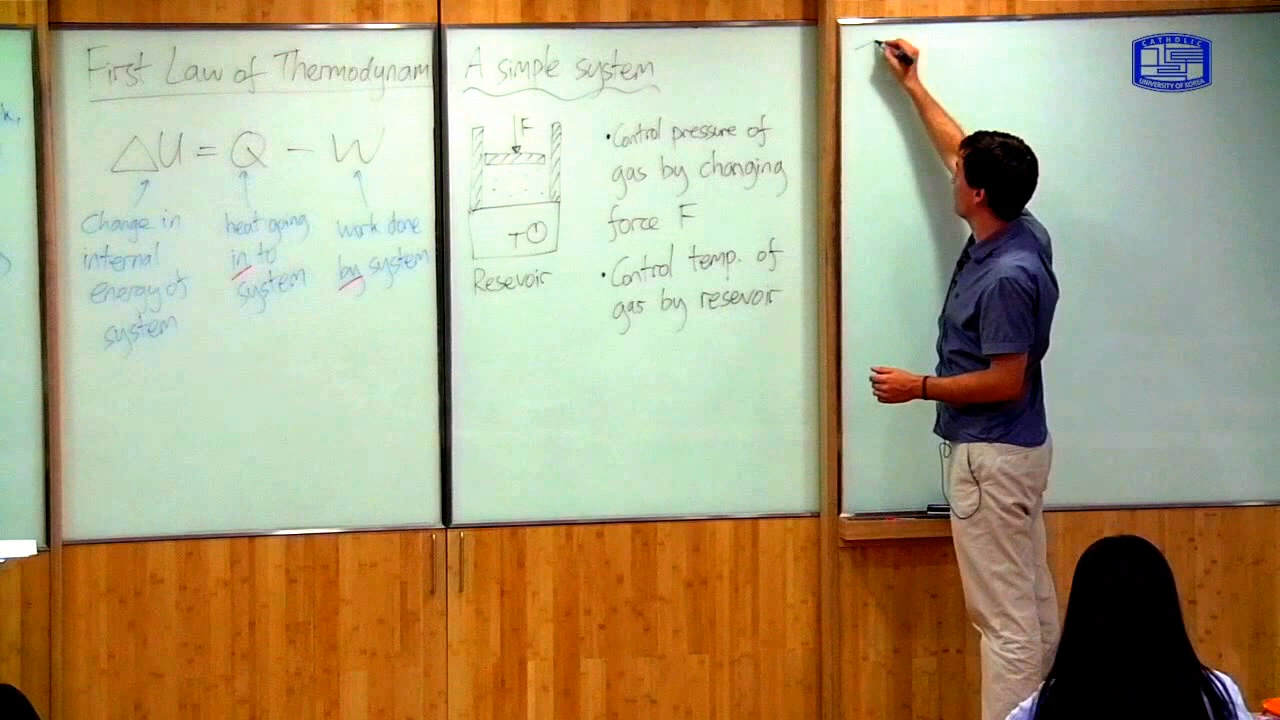 First Law of Thermodynam
ΔU = Q - W
Change in
internal
energy of
system
heat going
in to
system
work done
by system
A simple system
F
T
Resevoir
•Control pressure of
gas by changing
force F
•Control temp. of
gas by resevoir
CATHOLIC
UNIVERSITY OF KOREA